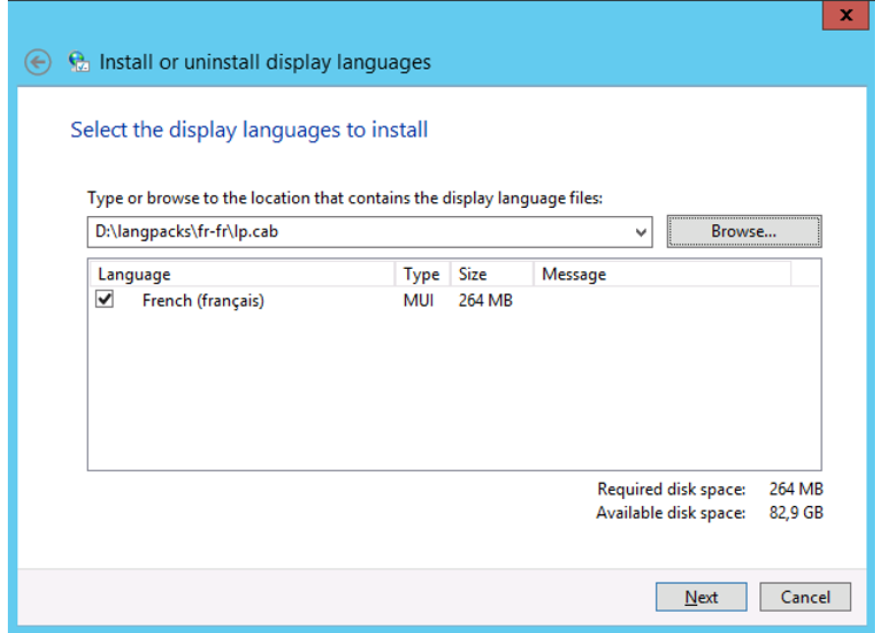 x
Install or uninstall display languages
Select the display languages to install
Type or browse to the location that contains the display language files:
D:\langpacks\fr-fr\lp.cab Browse...
Language Type Size Message
French (français) MUI 264 MB
Required disk space: 264 MB
Available disk space: 82,9 GB
Next Cancel